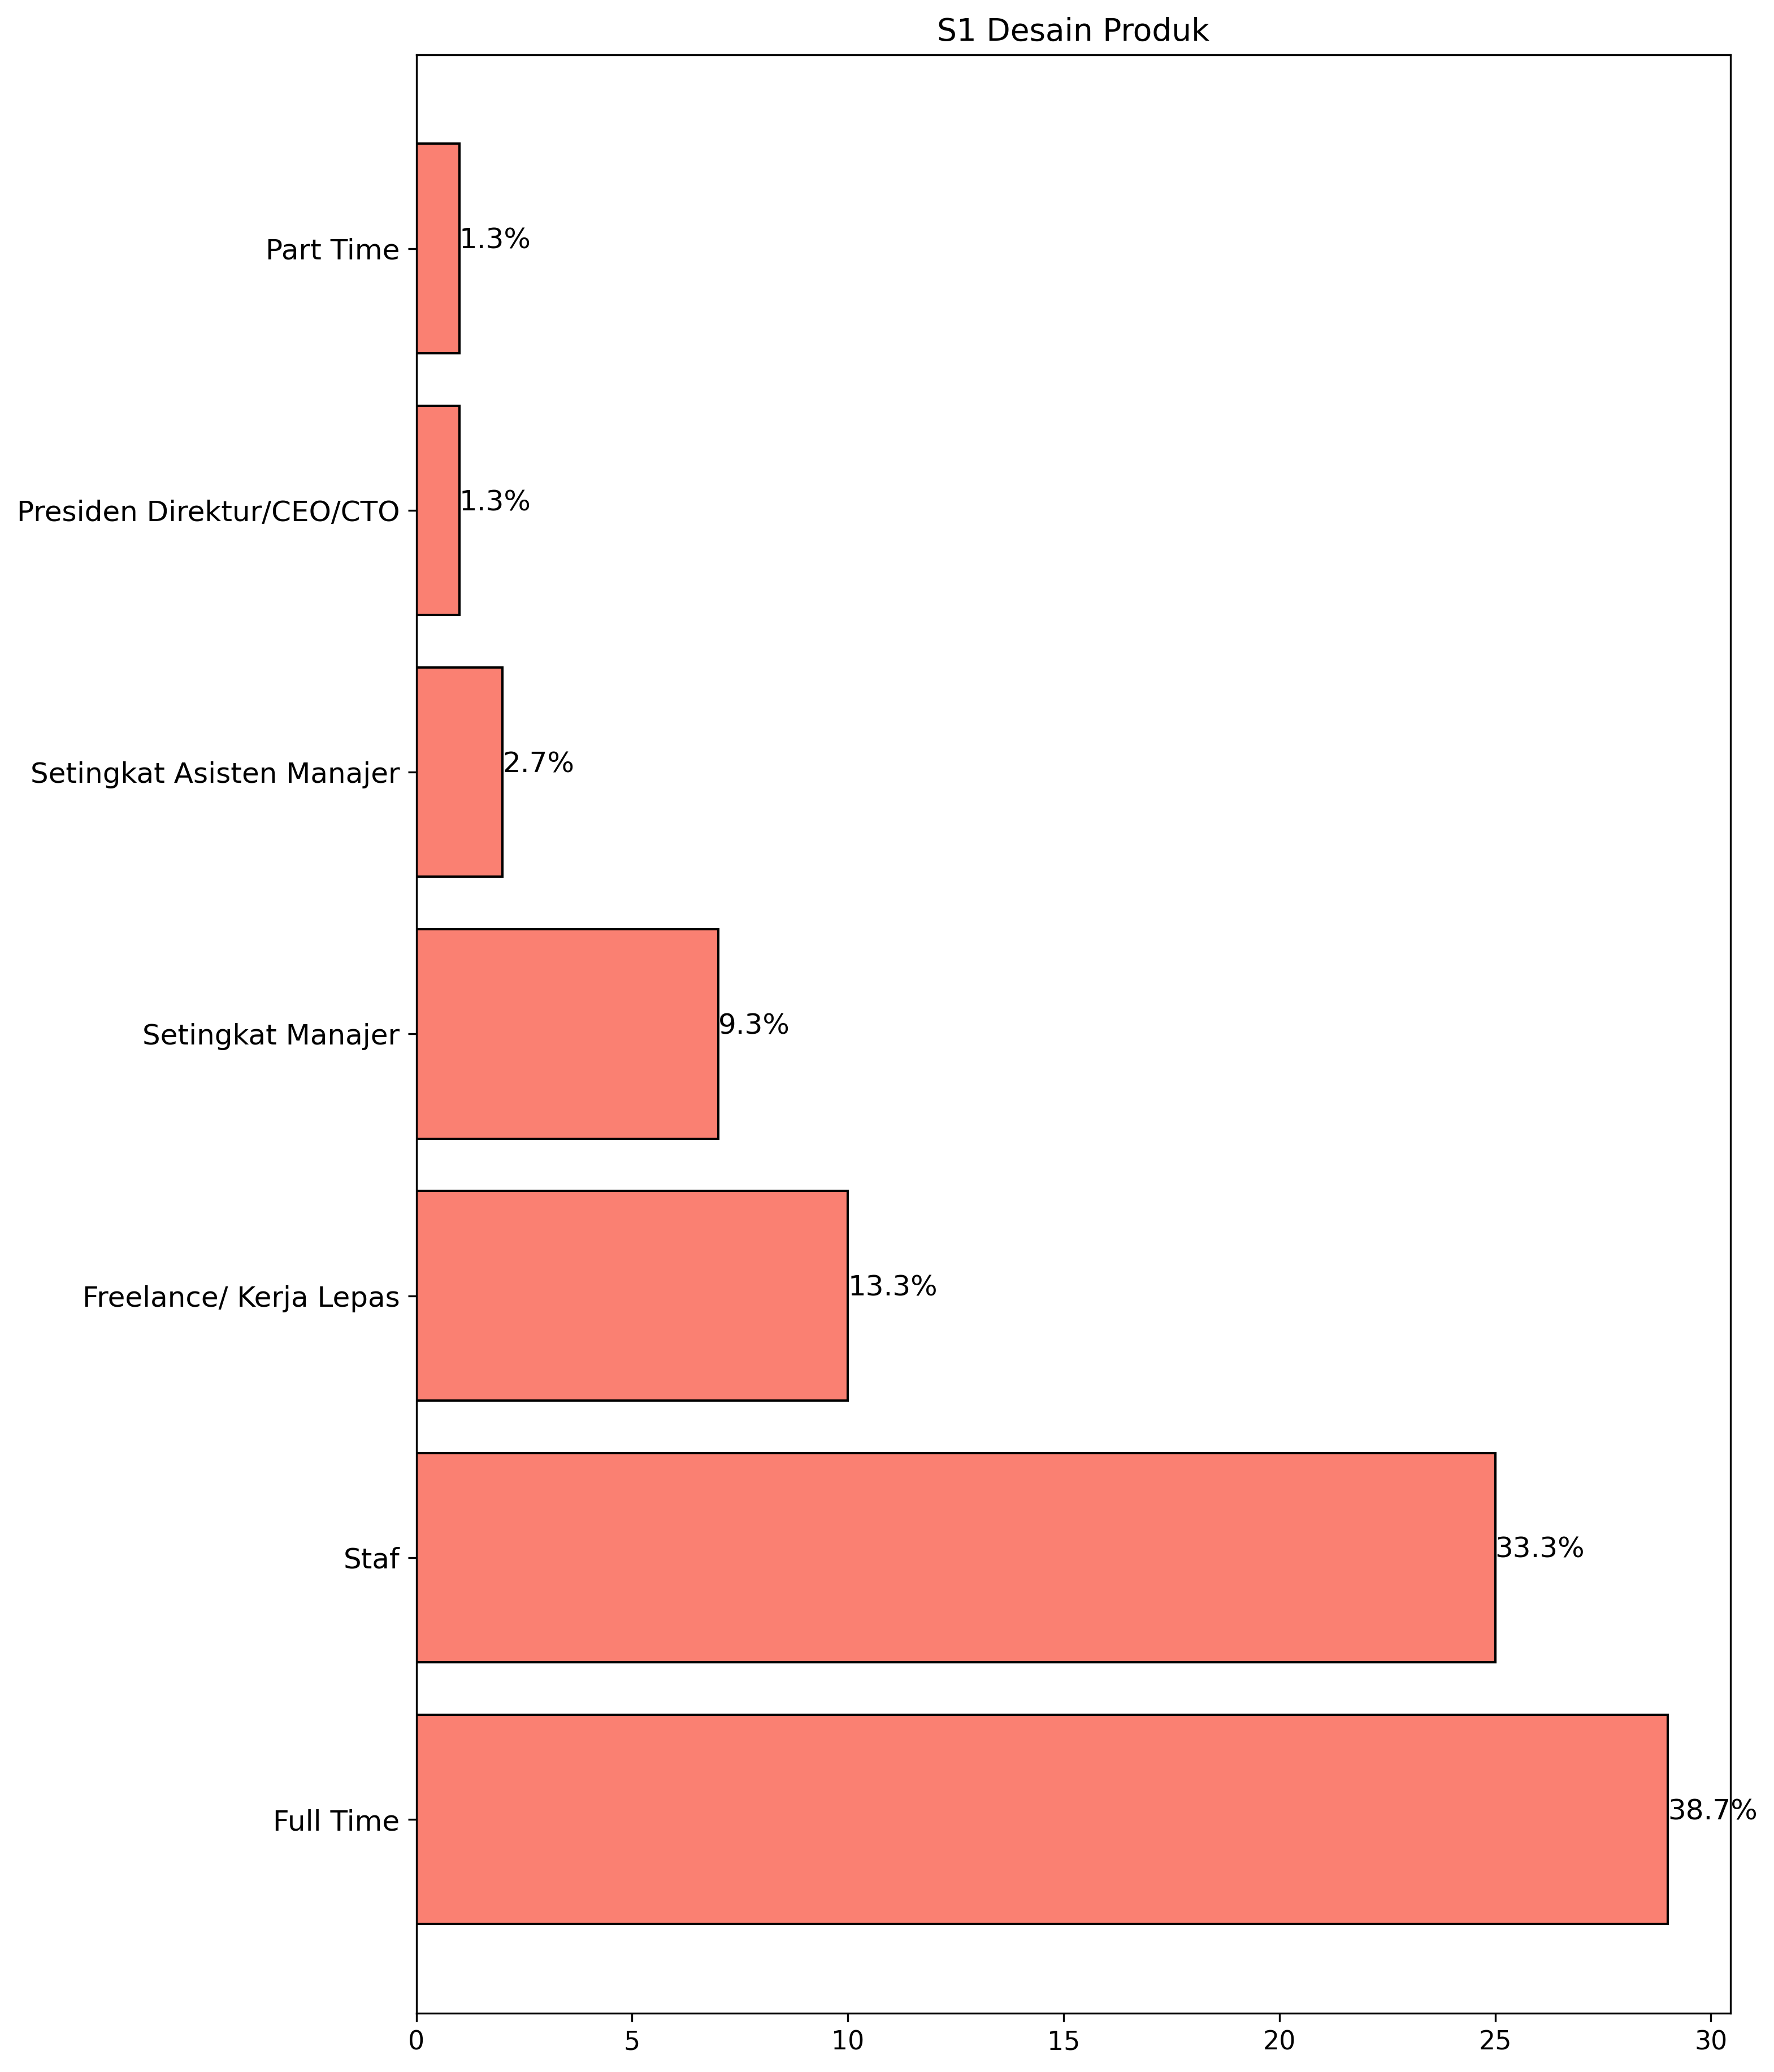 S1 Desain Produk
Part Time
1.3%
Presiden Direktur/CEO/CTO
1.3%
Setingkat Asisten Manajer
2.7%
Setingkat Manajer
9.3%
Freelance/ Kerja Lepas
13.3%
Staf
33.3%
Full Time
38.7%
0 5 10 15 20 25 30